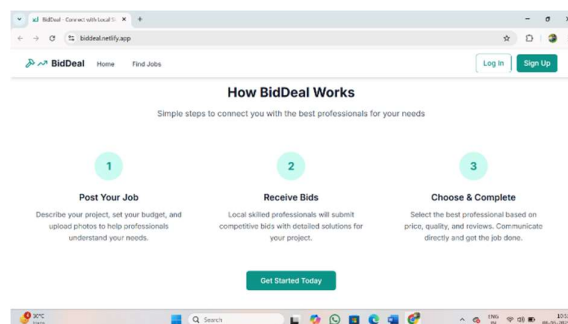 BidDeal - Connect with Local S
biddeal.netlify.app
BidDeal Home Find Jobs Log In Sign Up
How BidDeal Works
Simple steps to connect you with the best professionals for your needs
1
Post Your Job
Describe your project, set your budget, and
upload photos to help professionals
understand your needs.
2
Receive Bids
Local skilled professionals will submit
competitive bids with detailed solutions for
your project.
3
Choose & Complete
Select the best professional based on
price, quality, and reviews. Communicate
directly and get the job done.
Get Started Today
30°C
Search
ENG
IN